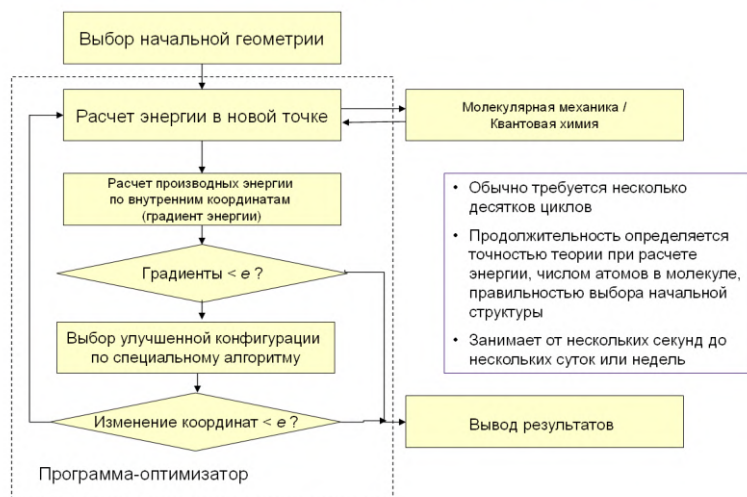 Выбор начальной геометрии
Расчет энергии в новой точке
Молекулярная механика /
Квантовая химия
Расчет производных энергии
по внутренним координатам
(градиент энергии)
• Обычно требуется несколько
десятков циклов
• Продолжительность определяется
точностью теории при расчете
энергии, числом атомов в молекуле,
правильностью выбора начальной
структуры
• Занимает от нескольких секунд до
нескольких суток или недель
Градиенты < e ?
Выбор улучшенной конфигурации
по специальному алгоритму
Изменение координат < e ?
Вывод результатов
Программа-оптимизатор